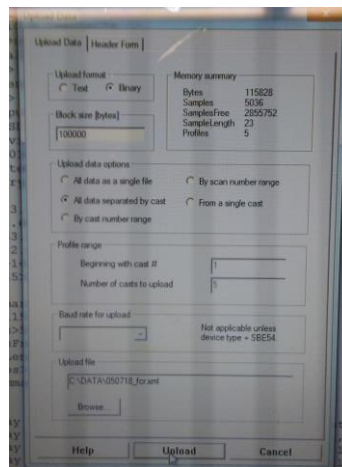 Upload Data
Upload Data
Header Form
Upload format
Text
Binary
Block size [bytes]
100000
Memory summary
Bytes 115828
Samples 5036
SamplesFree 2855752
SampleLength 23
Profiles 5
Upload data options
All data as a single file
By scan number range
All data separated by cast
From a single cast
By cast number range
Profile range
Beginning with cast # 1
Number of casts to upload 5
Baud rate for upload
Not applicable unless
device type = SBE54
Upload file
C:\DATA\050718_for.xml
Browse...
Help
Upload
Cancel